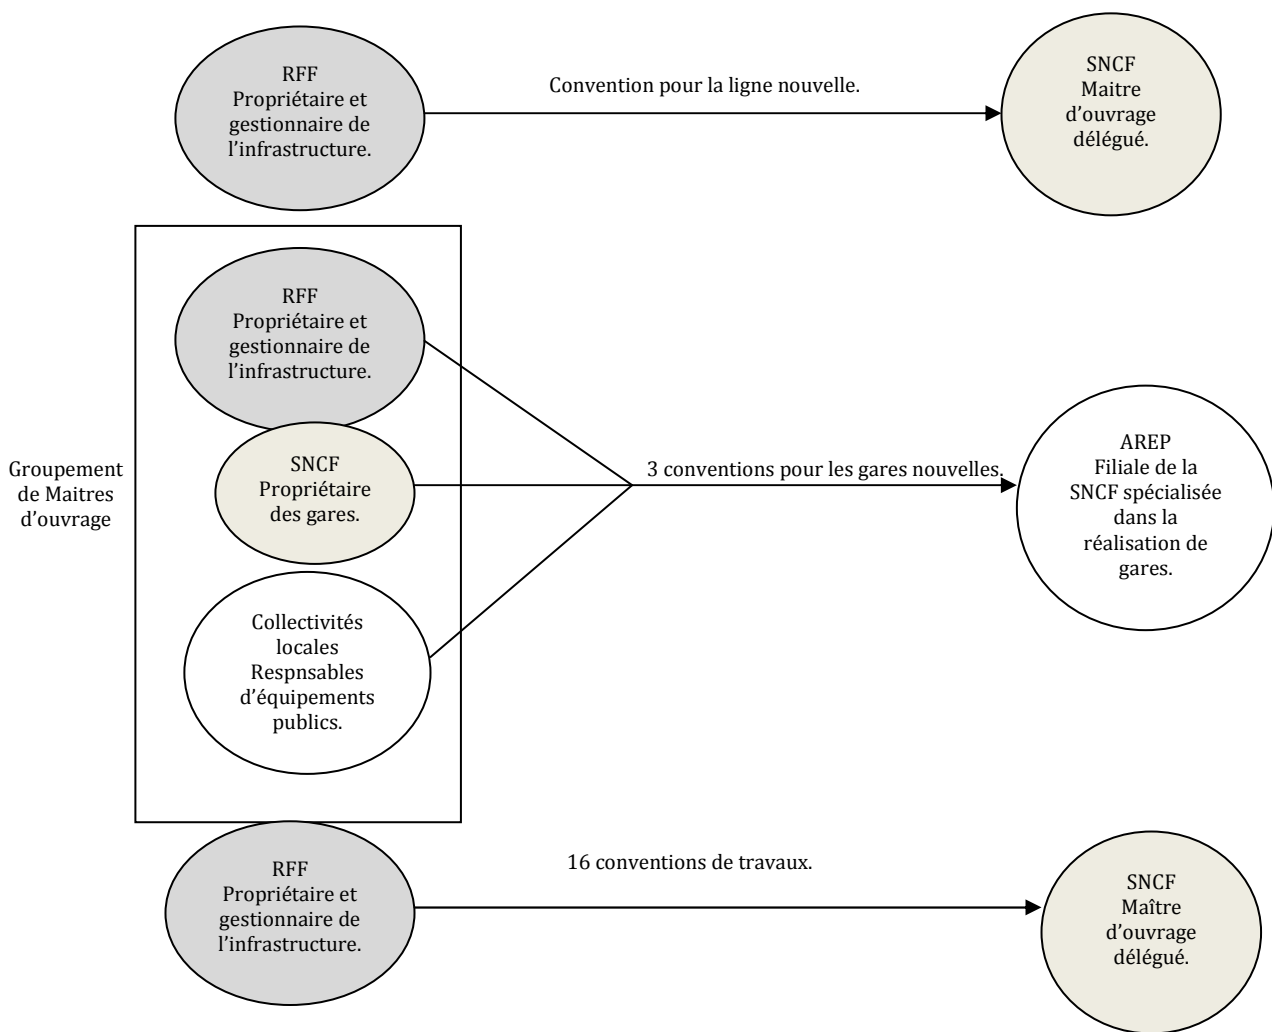 RFF
Propriétaire et
gestionnaire de
l’infrastructure.
Convention pour la ligne nouvelle.
SNCF
Maitre
d’ouvrage
délégué.
Groupement
de Maitres
d’ouvrage
RFF
Propriétaire et
gestionnaire de
l’infrastructure.
SNCF
Propriétaire
des gares.
Collectivités
locales
Respnsables
d’équipements
publics.
3 conventions pour les gares nouvelles.
AREP
Filiale de la
SNCF spécialisée
dans la
réalisation de
gares.
RFF
Propriétaire et
gestionnaire de
l’infrastructure.
16 conventions de travaux.
SNCF
Maître
d’ouvrage
délégué.